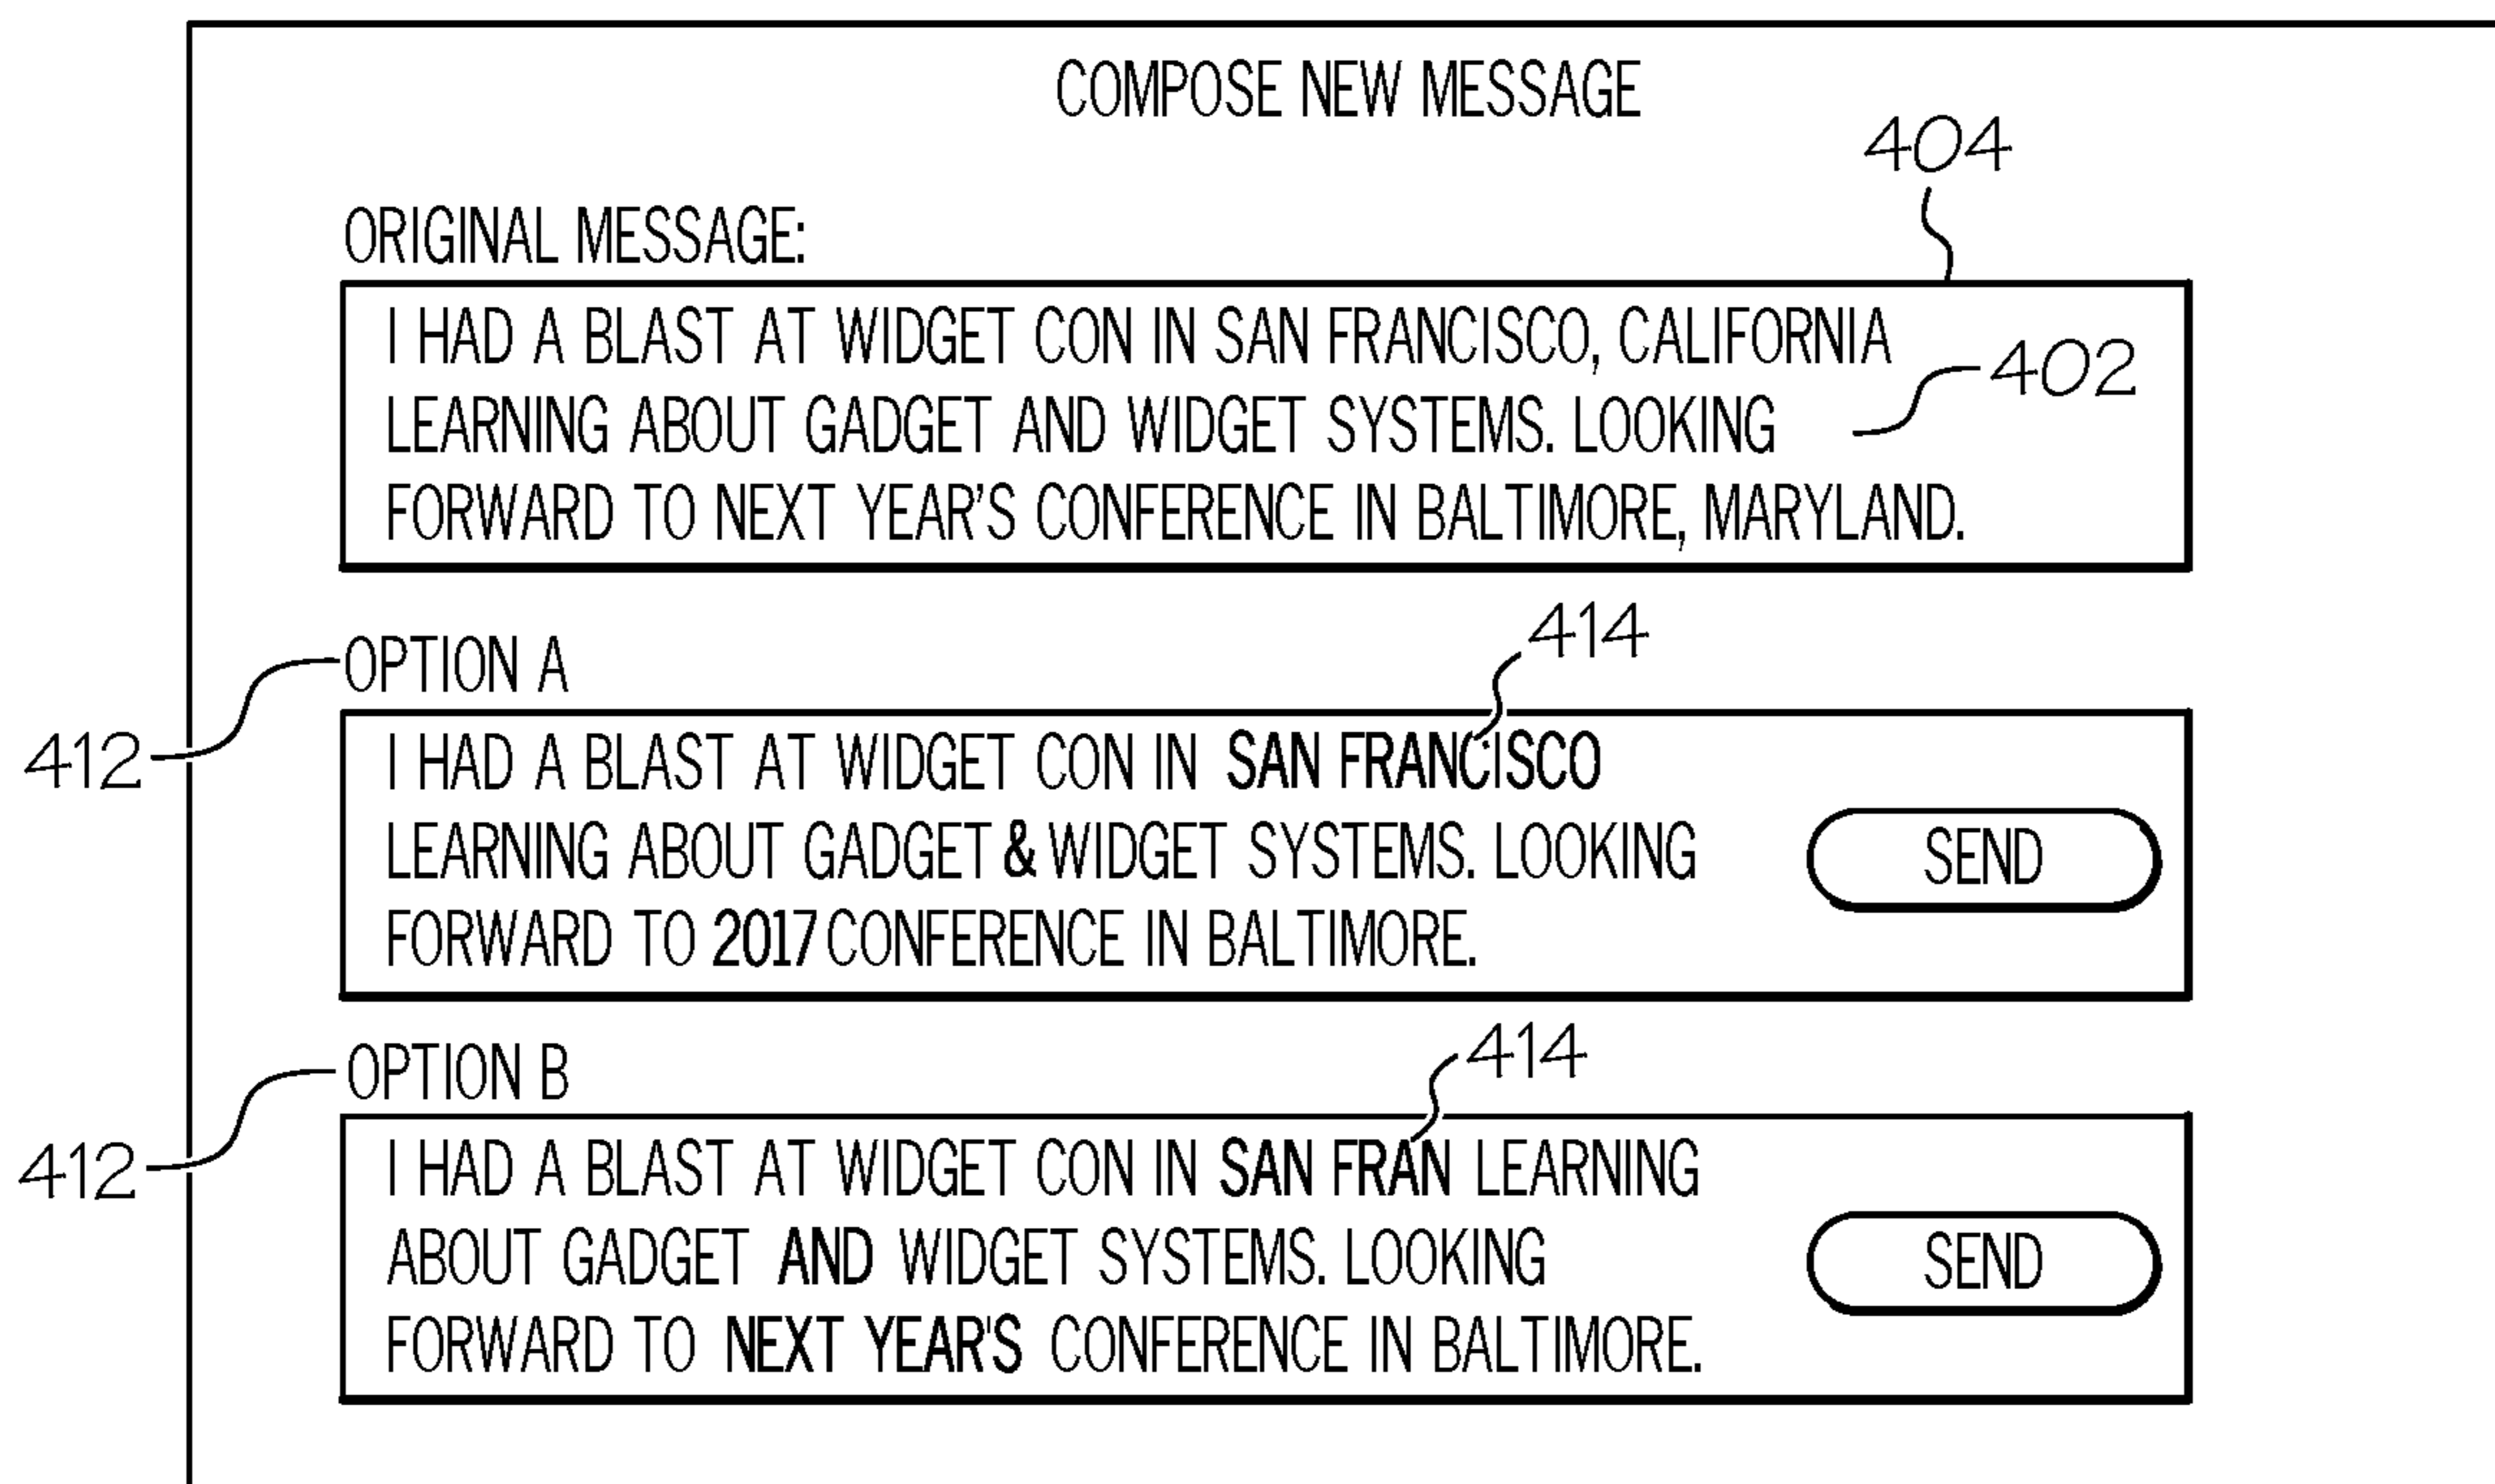 COMPOSE NEW MESSAGE
404
ORIGINAL MESSAGE:
I HAD A BLAST AT WIDGET CON IN SAN FRANCISCO, CALIFORNIA
402
LEARNING ABOUT GADGET AND WIDGET SYSTEMS. LOOKING
FORWARD TO NEXT YEAR'S CONFERENCE IN BALTIMORE, MARYLAND.
414
OPTION A
412
I HAD A BLAST AT WIDGET CON IN SAN FRANCISCO
LEARNING ABOUT GADGET & WIDGET SYSTEMS. LOOKING
SEND
FORWARD TO 2017 CONFERENCE IN BALTIMORE.
414
OPTION B
412
I HAD A BLAST AT WIDGET CON IN SAN FRAN LEARNING
ABOUT GADGET AND WIDGET SYSTEMS. LOOKING
SEND
FORWARD TO NEXT YEAR'S CONFERENCE IN BALTIMORE.